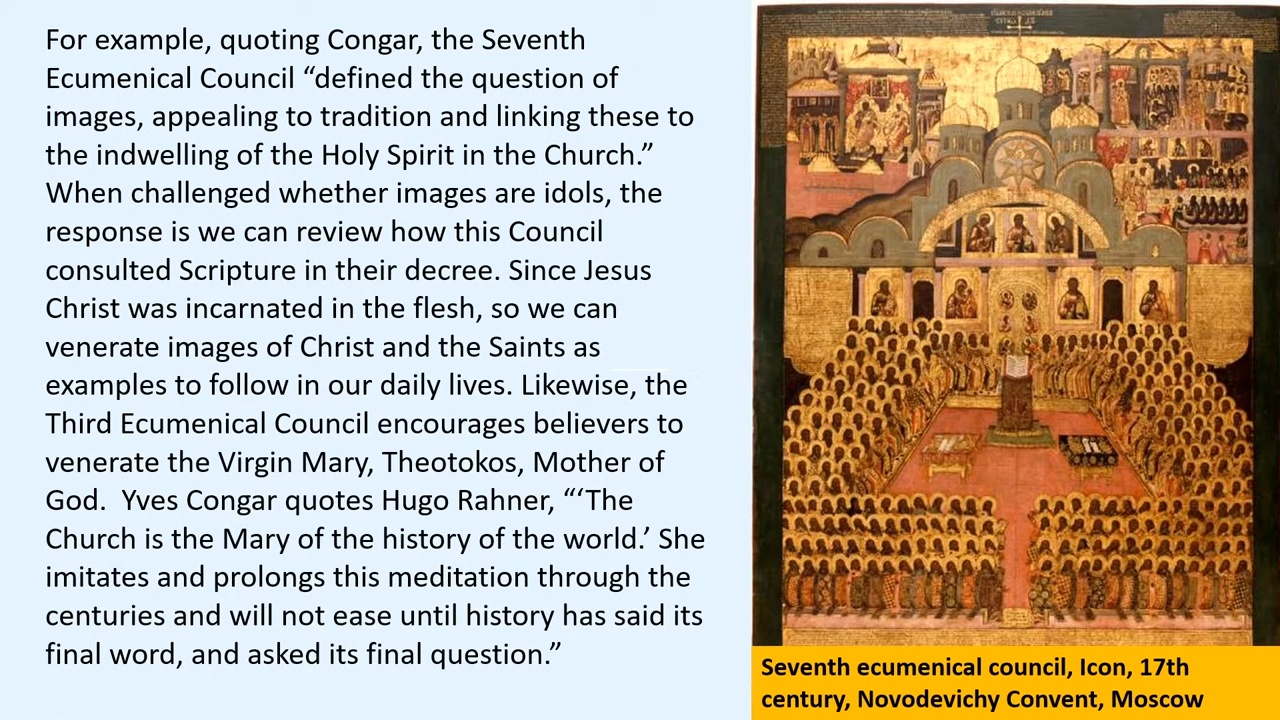 For example, quoting Congar, the Seventh
Ecumenical Council “defined the question of
images, appealing to tradition and linking these to
the indwelling of the Holy Spirit in the Church.”
When challenged whether images are idols, the
response is we can review how this Council
consulted Scripture in their decree. Since Jesus
Christ was incarnated in the flesh, so we can
venerate images of Christ and the Saints as
examples to follow in our daily lives. Likewise, the
Third Ecumenical Council encourages believers to
venerate the Virgin Mary, Theotokos, Mother of
God.  Yves Congar quotes Hugo Rahner, “‘The
Church is the Mary of the history of the world.’ She
imitates and prolongs this meditation through the
centuries and will not ease until history has said its
final word, and asked its final question.”
Seventh ecumenical council, Icon, 17th
century, Novodevichy Convent, Moscow